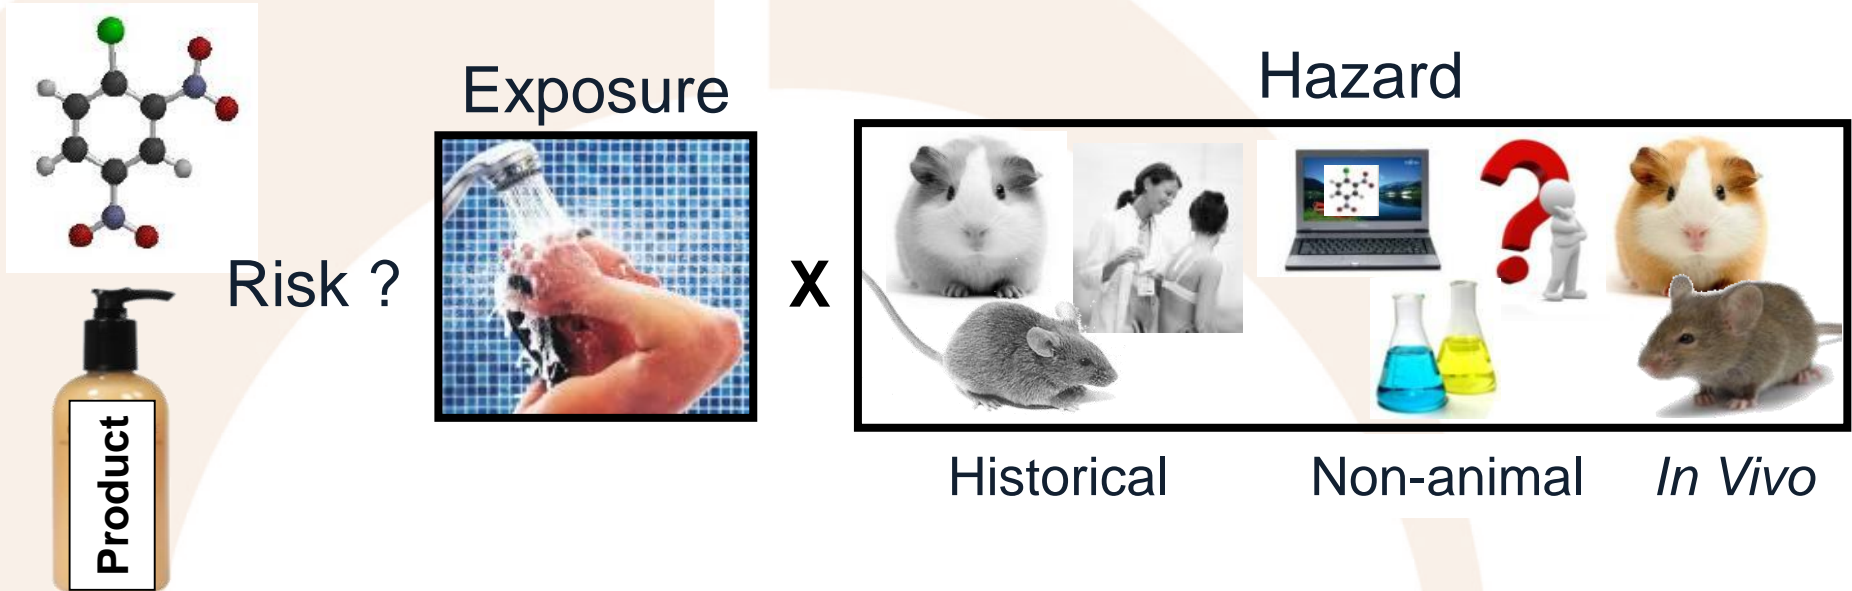 Exposure
Hazard
Risk ?
X
Product
Historical
Non-animal
In Vivo